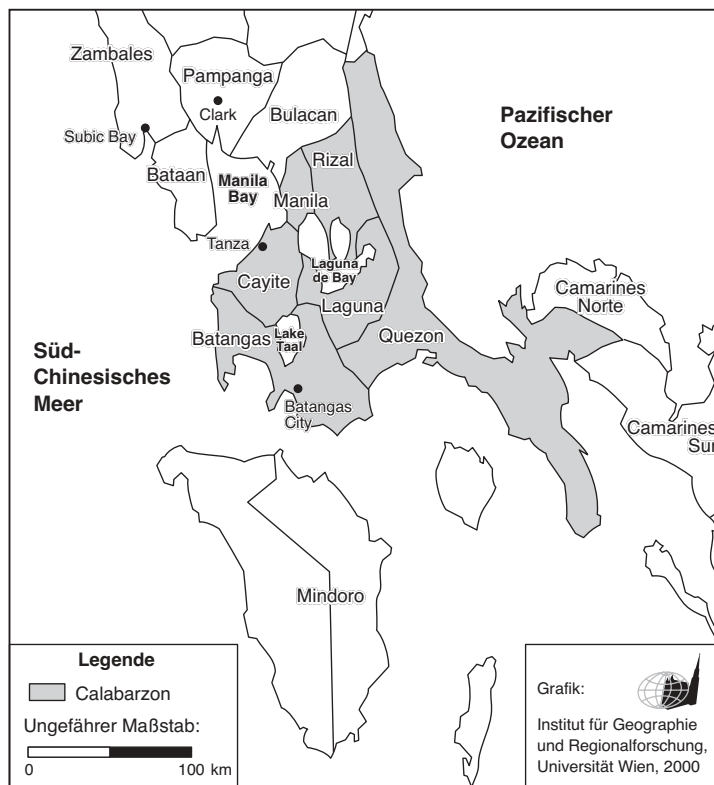 Zambales
Pampanga
Clark
Bulacan
Subic Bay
Bataan
Manila
Bay
Rizal
Manila
Pazifischer
Ozean
Tanza
Cayite
Laguna
de Bay
Laguna
Camarines
Norte
Batangas
Lake
Taal
Quezon
Süd-
Chinesisches
Meer
Batangas
City
Camarines
Sur
Mindoro
Legende
Calabarzon
Ungefährer Maßstab:
0 100 km
Grafik:
Institut für Geographie
und Regionalforschung,
Universität Wien, 2000